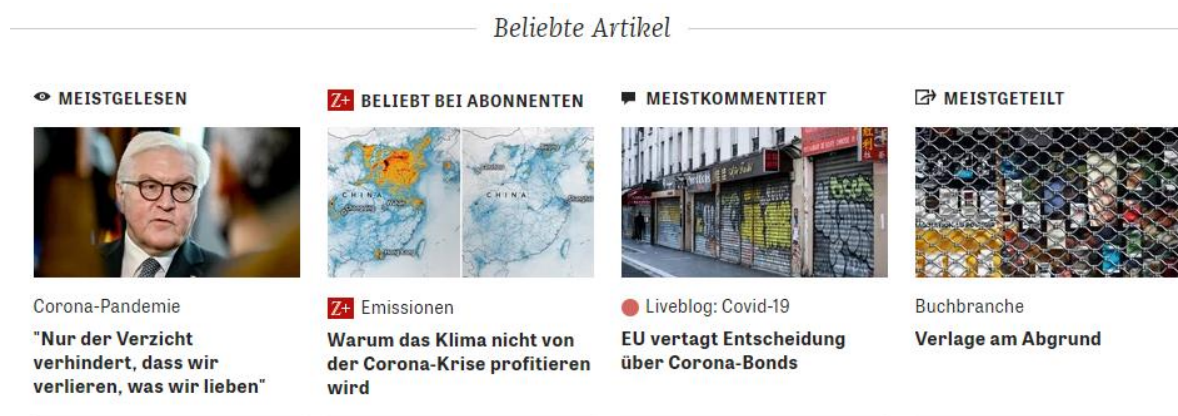 Beliebte Artikel
MEISTGELESEN
Z+ BELIEBT BEI ABONNENTEN
MEISTKOMMENTIERT
MEISTGETEILT
CHINA
CHINA
Corona-Pandemie
"Nur der Verzicht
verhindert, dass wir
verlieren, was wir lieben"
Z+ Emissionen
Warum das Klima nicht von
der Corona-Krise profitieren
wird
Liveblog: Covid-19
EU vertagt Entscheidung
über Corona-Bonds
Buchbranche
Verlage am Abgrund